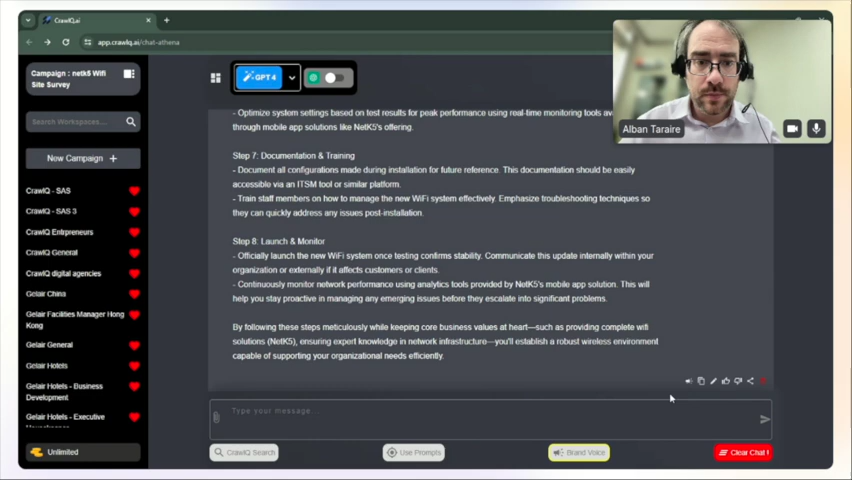 CrawlQ.ai
app.crawlq.ai/chat-athena
Campaign : netk5 Wifi
Site Survey
Search Workspaces...
New Campaign +
CrawlQ - SAS
CrawlQ - SAS 3
CrawlQ Entrpreneurs
CrawlQ General
CrawlQ digital agencies
Gelair China
Gelair Facilities Manager Hong
Kong
Gelair General
Gelair Hotels
Gelair Hotels - Business
Development
Gelair Hotels - Executive
Unlimited
GPT4
Alban Taraire
- Optimize system settings based on test results for peak performance using real-time monitoring tools
through mobile app solutions like NetK5's offering.
Step 7: Documentation & Training
- Document all configurations made during installation for future reference. This documentation should be easily
accessible via an ITSM tool or similar platform.
- Train staff members on how to manage the new WiFi system effectively. Emphasize troubleshooting techniques so
they can quickly address any issues post-installation.
Step 8: Launch & Monitor
- Officially launch the new WiFi system once testing confirms stability. Communicate this update internally within your
organization or externally if it affects customers or clients.
- Continuously monitor network performance using analytics tools provided by NetK5's mobile app solution. This will
help you stay proactive in managing any emerging issues before they escalate into significant problems.
By following these steps meticulously while keeping core business values at heart—such as providing complete wifi
solutions (NetK5), ensuring expert knowledge in network infrastructure—you'll establish a robust wireless environment
capable of supporting your organizational needs efficiently.
Type your message...
CrawlQ Search
Use Prompts
Brand Voice
Clear Chat !